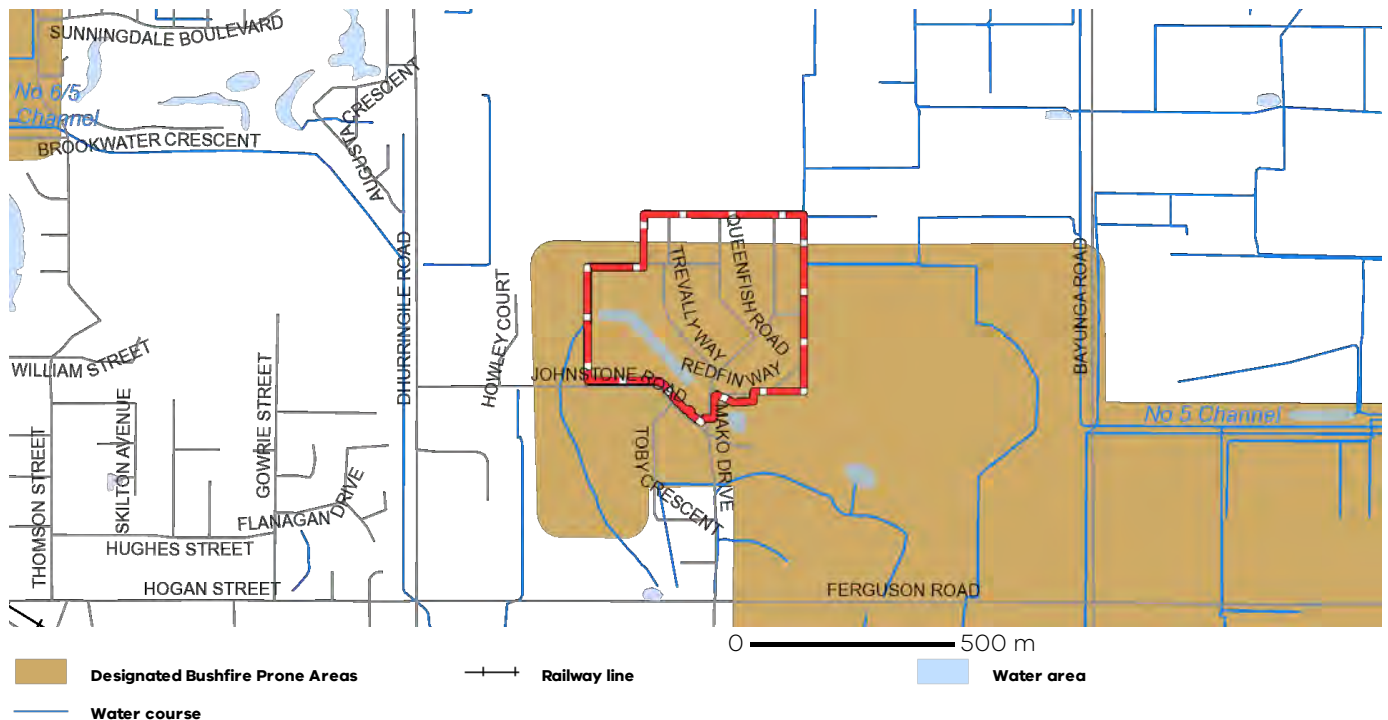 SUNNINGDALE BOULEVARD
No 6/5
Channel
BROOKWATER CRESCENT
AUGUSTA CRESCENT
DHURRINGILE ROAD
HOWLEY COURT
QUEENFISH ROAD
TREVALLY WAY
REDFIN WAY
JOHNSTONE ROAD
BAYUNGA ROAD
WILLIAM STREET
GOWRIE STREET
SKILTON AVENUE
THOMSON STREET
MAKO DRIVE
TOBY CRESCENT
No 5 Channel
FLANAGAN DRIVE
HUGHES STREET
HOGAN STREET
FERGUSON ROAD
0 500 m
Designated Bushfire Prone Areas
Railway line
Water area
Water course